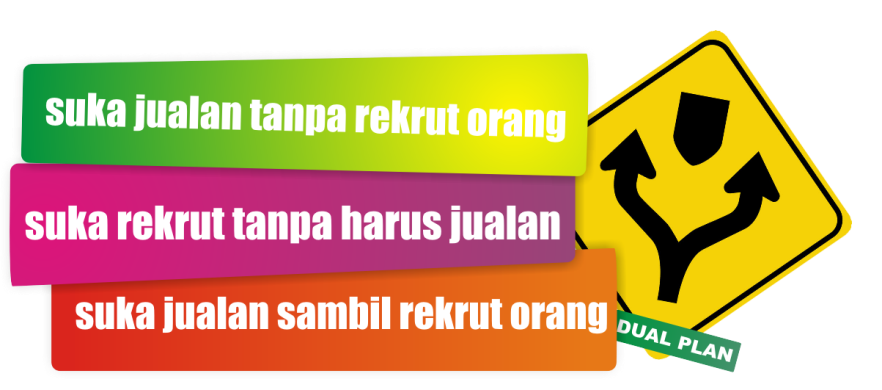 suka jualan tanpa rekrut orang
suka rekrut tanpa harus jualan
suka jualan sambil rekrut orang
DUAL PLAN